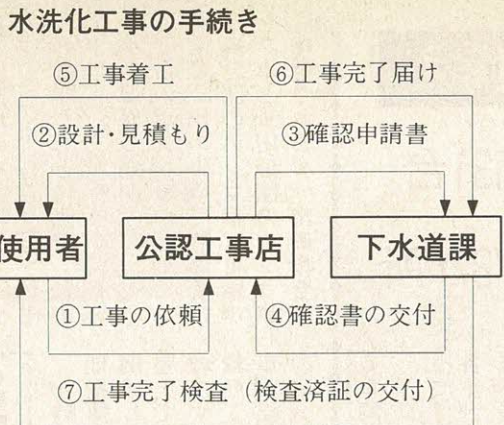 水洗化工事の手続き
⑤工事着工 ⑥工事完了届け
②設計・見積もり ③確認申請書
使用者 公認工事店 下水道課
①工事の依頼 ④確認書の交付
⑦工事完了検査（検査済証の交付）